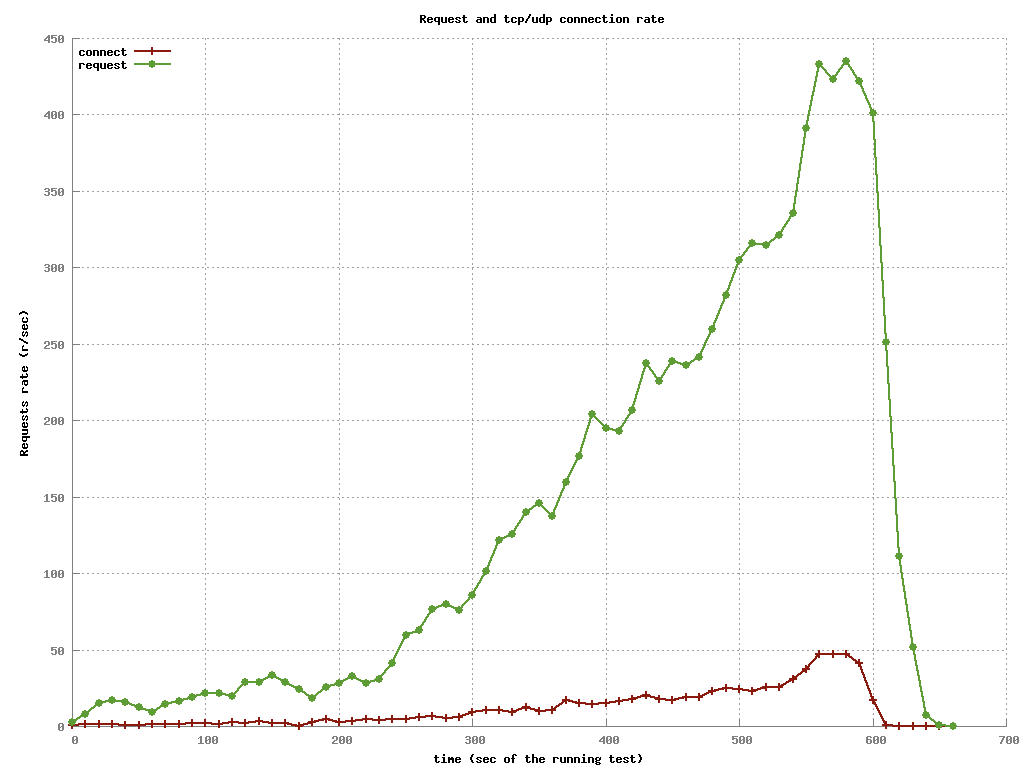 Request and tcp/udp connection rate
450
400
350
300
250
200
150
100
50
0
connect
request
Requests rate (r/sec)
0 100 200 300 400 500 600 700
time (sec of the running test)